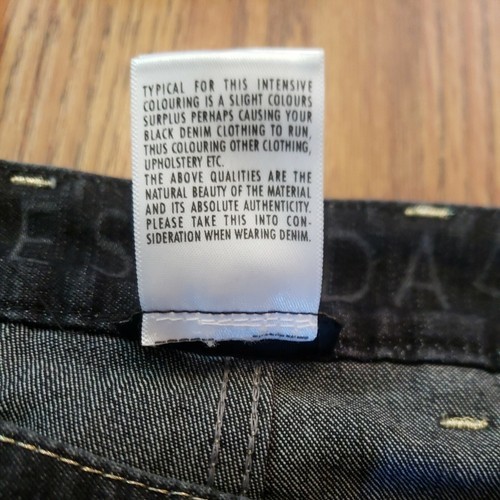 TYPICAL FOR THIS INTENSIVE
COLOURING IS A SLIGHT COLOURS
SURPLUS PERHAPS CAUSING YOUR
BLACK DENIM CLOTHING TO RUN,
THUS COLOURING OTHER CLOTHING,
UPHOLSTERY ETC.
THE ABOVE QUALITIES ARE THE
NATURAL BEAUTY OF THE MATERIAL
AND ITS ABSOLUTE AUTHENTICITY.
PLEASE TAKE THIS INTO CON-
SIDERATION WHEN WEARING DENIM.